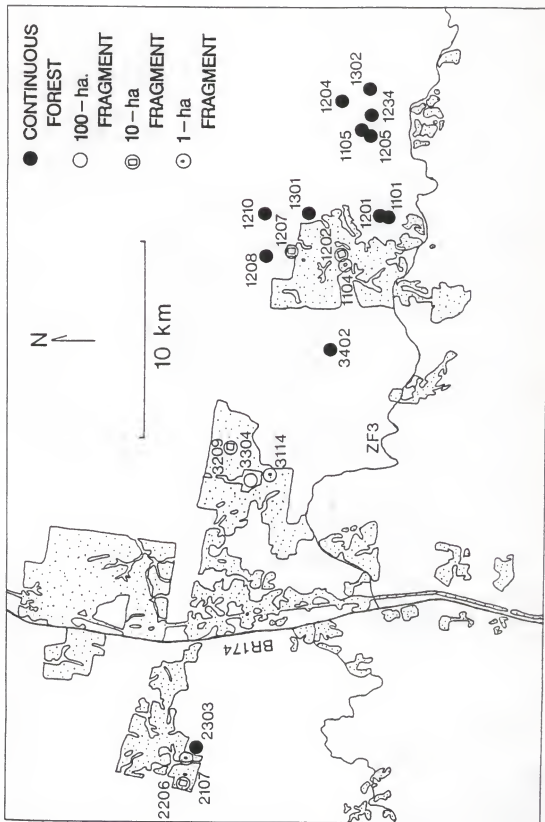 CONTINUOUS
FOREST
100-ha.
FRAGMENT
10-ha
FRAGMENT
1-ha
FRAGMENT
N
10 km
1204
1302
1105
1234
1205
1210
1301
1207
1208
1202
1201
1101
1104
3402
3209
3304
3114
ZF3
BR174
2303
2206
2107